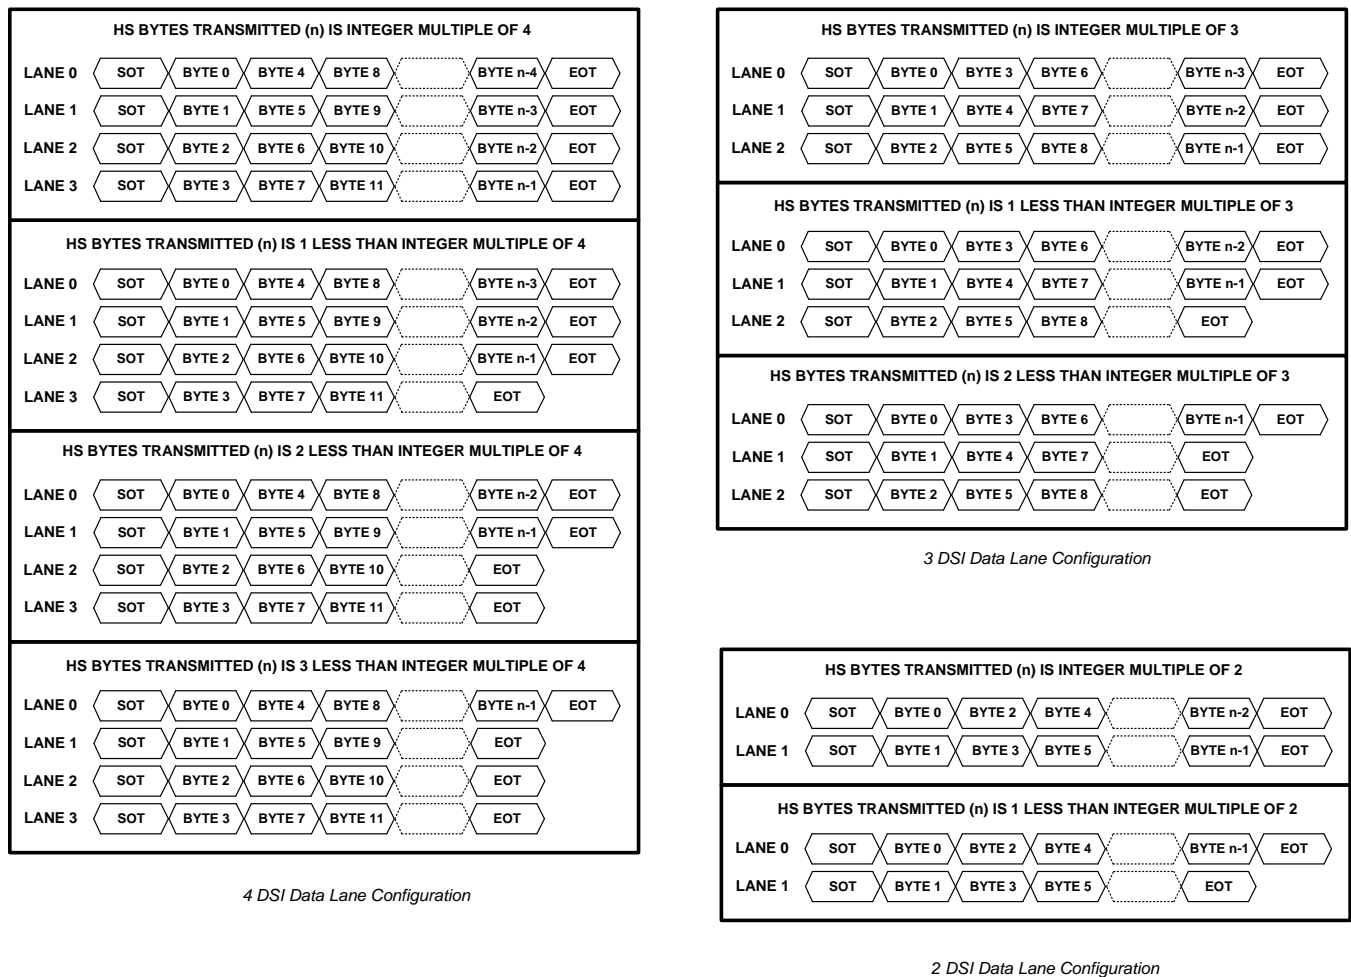 HS BYTES TRANSMITTED (n) IS INTEGER MULTIPLE OF 4
LANE 0 SOT BYTE 0 BYTE 4 BYTE 8 BYTE n-4 EOT
LANE 1 SOT BYTE 1 BYTE 5 BYTE 9 BYTE n-3 EOT
LANE 2 SOT BYTE 2 BYTE 6 BYTE 10 BYTE n-2 EOT
LANE 3 SOT BYTE 3 BYTE 7 BYTE 11 BYTE n-1 EOT
HS BYTES TRANSMITTED (n) IS 1 LESS THAN INTEGER MULTIPLE OF 4
LANE 0 SOT BYTE 0 BYTE 4 BYTE 8 BYTE n-3 EOT
LANE 1 SOT BYTE 1 BYTE 5 BYTE 9 BYTE n-2 EOT
LANE 2 SOT BYTE 2 BYTE 6 BYTE 10 BYTE n-1 EOT
LANE 3 SOT BYTE 3 BYTE 7 BYTE 11 EOT
HS BYTES TRANSMITTED (n) IS 2 LESS THAN INTEGER MULTIPLE OF 4
LANE 0 SOT BYTE 0 BYTE 4 BYTE 8 BYTE n-2 EOT
LANE 1 SOT BYTE 1 BYTE 5 BYTE 9 BYTE n-1 EOT
LANE 2 SOT BYTE 2 BYTE 6 BYTE 10 EOT
LANE 3 SOT BYTE 3 BYTE 7 BYTE 11 EOT
HS BYTES TRANSMITTED (n) IS 3 LESS THAN INTEGER MULTIPLE OF 4
LANE 0 SOT BYTE 0 BYTE 4 BYTE 8 BYTE n-1 EOT
LANE 1 SOT BYTE 1 BYTE 5 BYTE 9 EOT
LANE 2 SOT BYTE 2 BYTE 6 BYTE 10 EOT
LANE 3 SOT BYTE 3 BYTE 7 BYTE 11 EOT
4 DSI Data Lane Configuration
HS BYTES TRANSMITTED (n) IS INTEGER MULTIPLE OF 3
LANE 0 SOT BYTE 0 BYTE 3 BYTE 6 BYTE n-3 EOT
LANE 1 SOT BYTE 1 BYTE 4 BYTE 7 BYTE n-2 EOT
LANE 2 SOT BYTE 2 BYTE 5 BYTE 8 BYTE n-1 EOT
HS BYTES TRANSMITTED (n) IS 1 LESS THAN INTEGER MULTIPLE OF 3
LANE 0 SOT BYTE 0 BYTE 3 BYTE 6 BYTE n-2 EOT
LANE 1 SOT BYTE 1 BYTE 4 BYTE 7 BYTE n-1 EOT
LANE 2 SOT BYTE 2 BYTE 5 BYTE 8 EOT
HS BYTES TRANSMITTED (n) IS 2 LESS THAN INTEGER MULTIPLE OF 3
LANE 0 SOT BYTE 0 BYTE 3 BYTE 6 BYTE n-1 EOT
LANE 1 SOT BYTE 1 BYTE 4 BYTE 7 EOT
LANE 2 SOT BYTE 2 BYTE 5 BYTE 8 EOT
3 DSI Data Lane Configuration
HS BYTES TRANSMITTED (n) IS INTEGER MULTIPLE OF 2
LANE 0 SOT BYTE 0 BYTE 2 BYTE 4 BYTE n-2 EOT
LANE 1 SOT BYTE 1 BYTE 3 BYTE 5 BYTE n-1 EOT
HS BYTES TRANSMITTED (n) IS 1 LESS THAN INTEGER MULTIPLE OF 2
LANE 0 SOT BYTE 0 BYTE 2 BYTE 4 BYTE n-1 EOT
LANE 1 SOT BYTE 1 BYTE 3 BYTE 5 EOT
2 DSI Data Lane Configuration